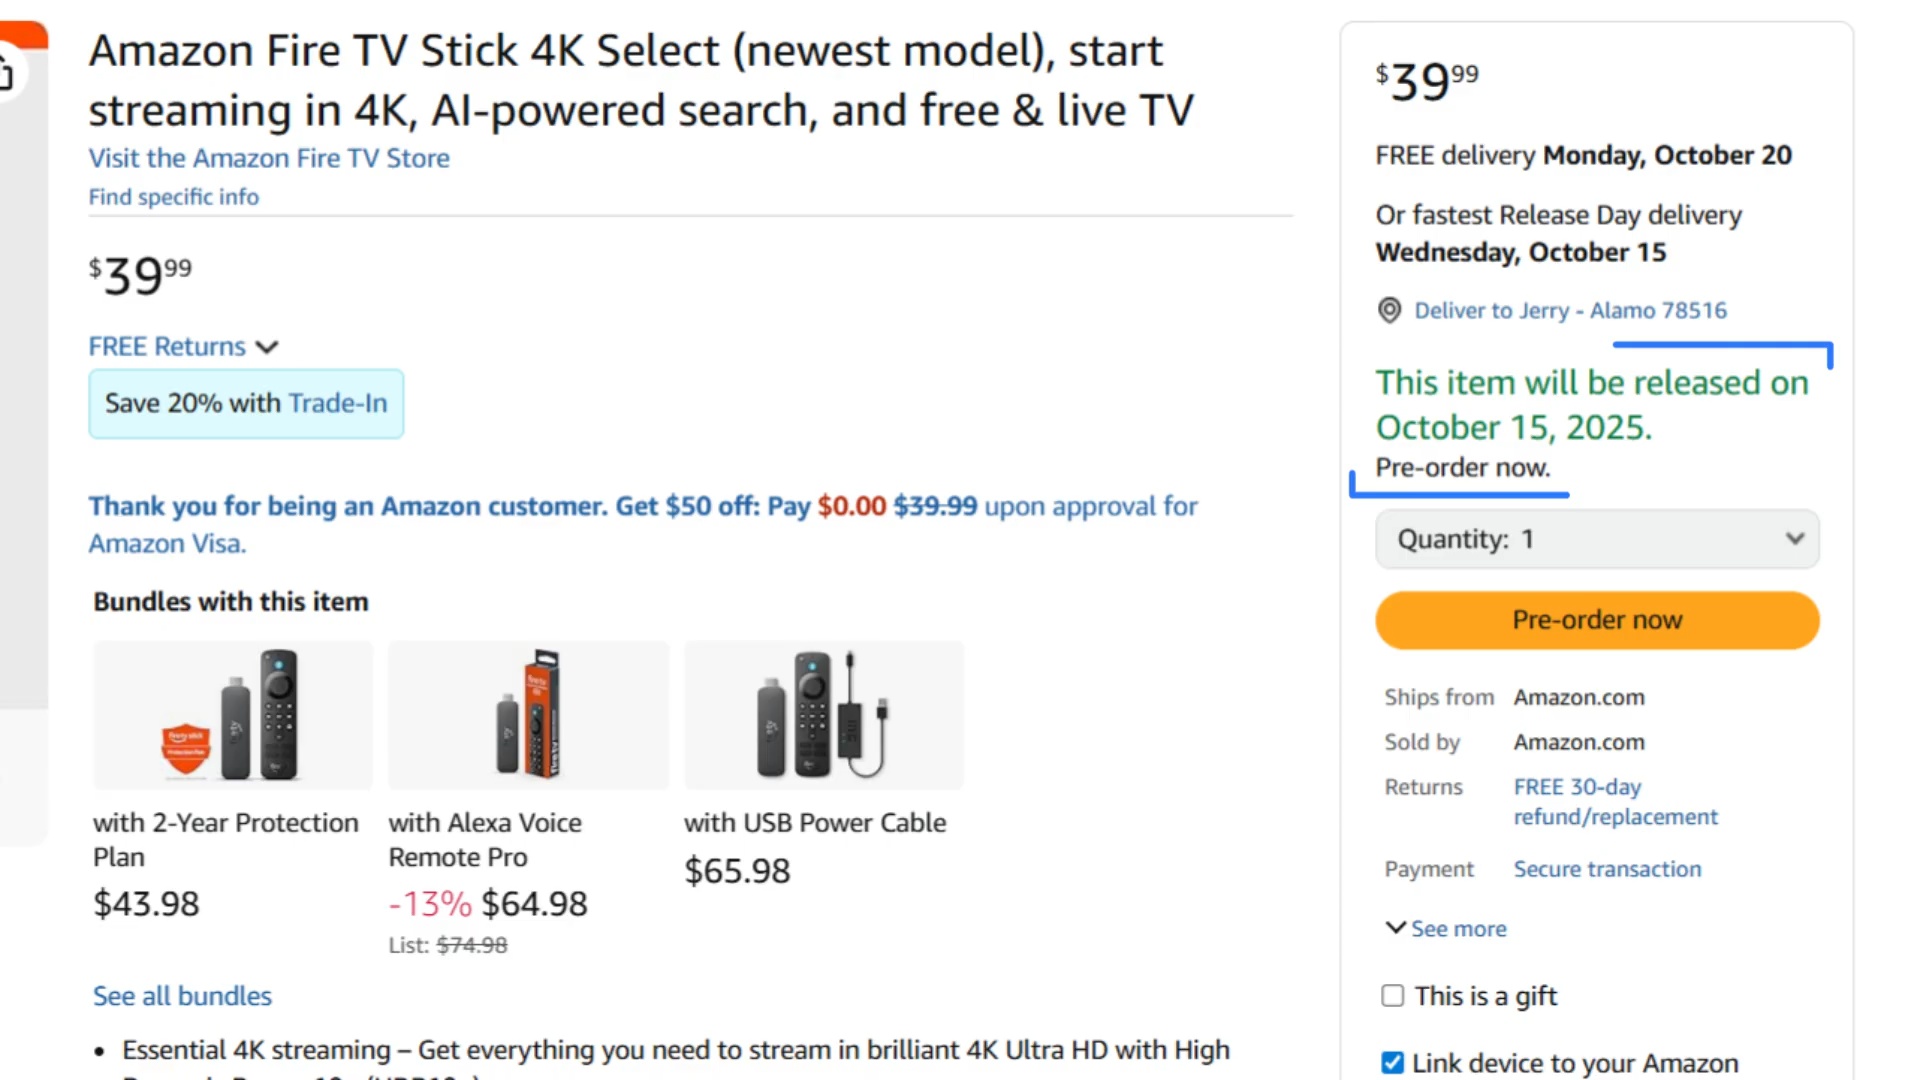 Amazon Fire TV Stick 4K Select (newest model), start
streaming in 4K, AI-powered search, and free & live TV
Visit the Amazon Fire TV Store
Find specific info
$39 99
FREE Returns
Save 20% with Trade-In
Thank you for being an Amazon customer. Get $50 off: Pay $0.00 $39.99 upon approval for
Amazon Visa.
Bundles with this item
with 2-Year Protection
Plan
$43.98
with Alexa Voice
Remote Pro
-13% $64.98
List: $74.98
with USB Power Cable
$65.98
See all bundles
• Essential 4K streaming – Get everything you need to stream in brilliant 4K Ultra HD with High
$39 99
FREE delivery Monday, October 20
Or fastest Release Day delivery
Wednesday, October 15
Deliver to Jerry - Alamo 78516
This item will be released on
October 15, 2025.
Pre-order now.
Quantity: 1
Pre-order now
Ships from Amazon.com
Sold by Amazon.com
Returns FREE 30-day
refund/replacement
Payment Secure transaction
See more
This is a gift
Link device to your Amazon